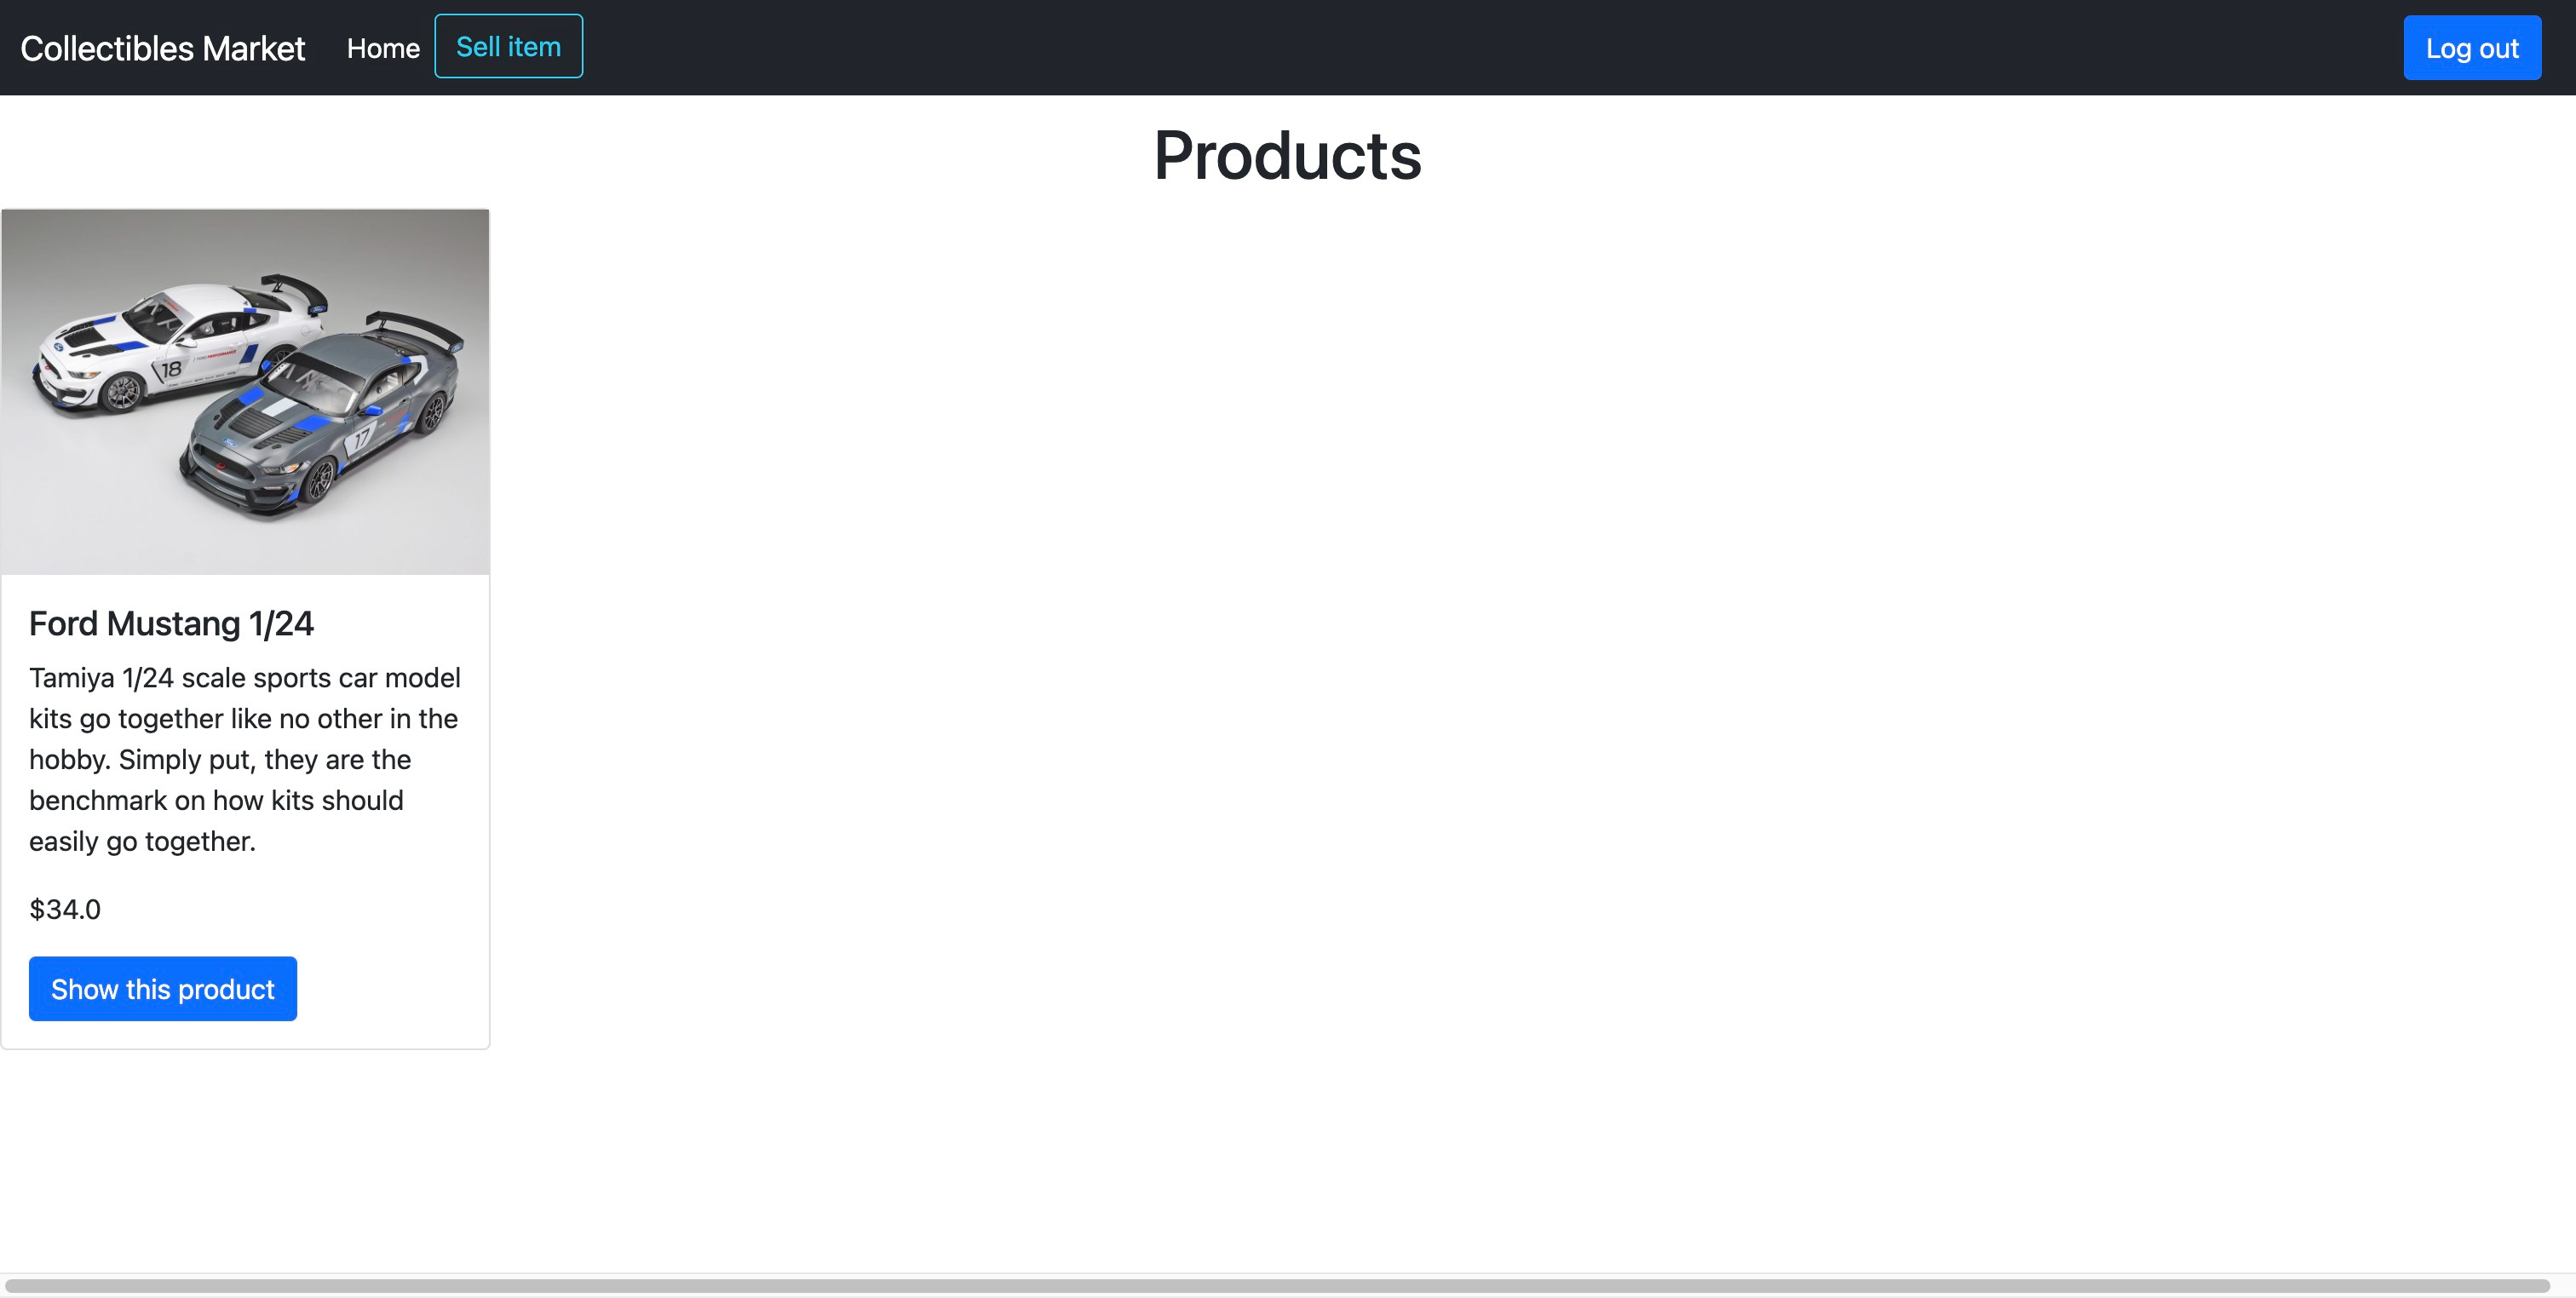 Collectibles Market Home Sell item Log out
Products
18
17
Ford Mustang 1/24
Tamiya 1/24 scale sports car model
kits go together like no other in the
hobby. Simply put, they are the
benchmark on how kits should
easily go together.
$34.0
Show this product